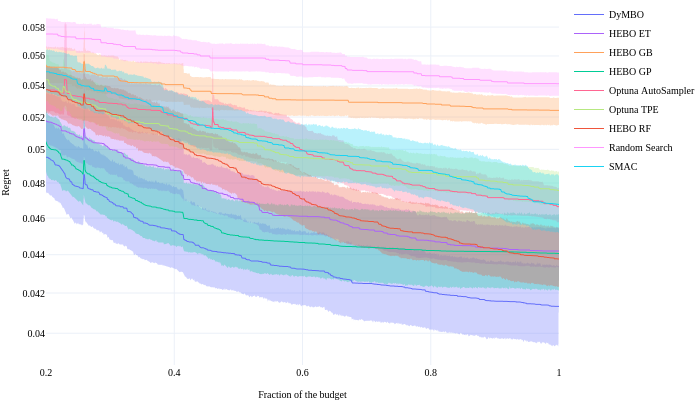 0.058
0.056
0.054
0.052
0.05
0.048
0.046
0.044
0.042
0.04
Regret
0.2
0.4
0.6
0.8
1
Fraction of the budget
DyMBO
HEBO ET
HEBO GB
HEBO GP
Optuna AutoSampler
Optuna TPE
HEBO RF
Random Search
SMAC